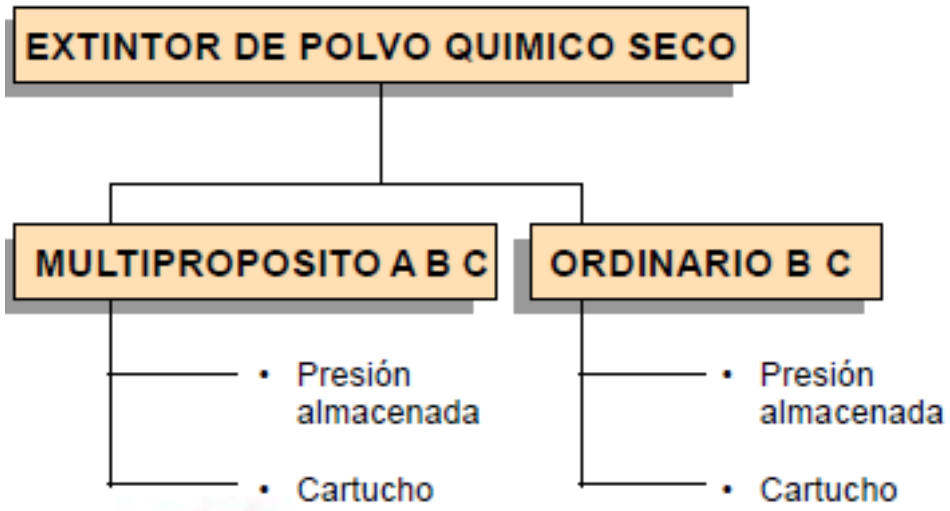 EXTINTOR DE POLVO QUIMICO SECO
MULTIPROPOSITO A B C
ORDINARIO B C
• Presión
almacenada
• Cartucho
• Presión
almacenada
• Cartucho